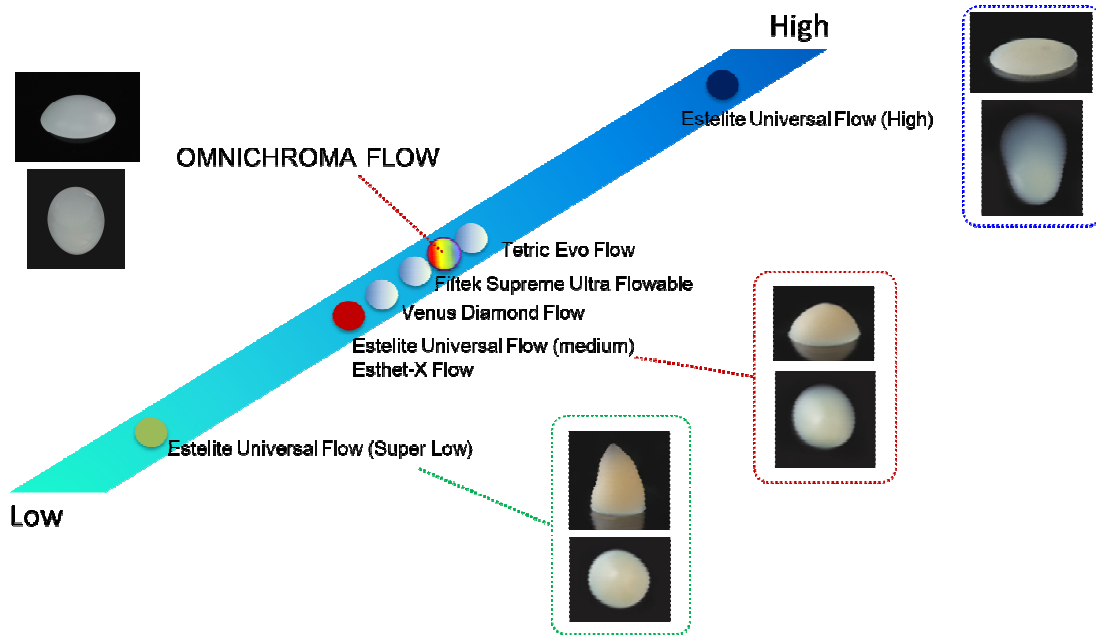 High
Estelite Universal Flow (High)
OMNICHROMA FLOW
Tetric Evo Flow
Filtek Supreme Ultra Flowable
Venus Diamond Flow
Estelite Universal Flow (medium)
Esthet-X Flow
Estelite Universal Flow (Super Low)
Low